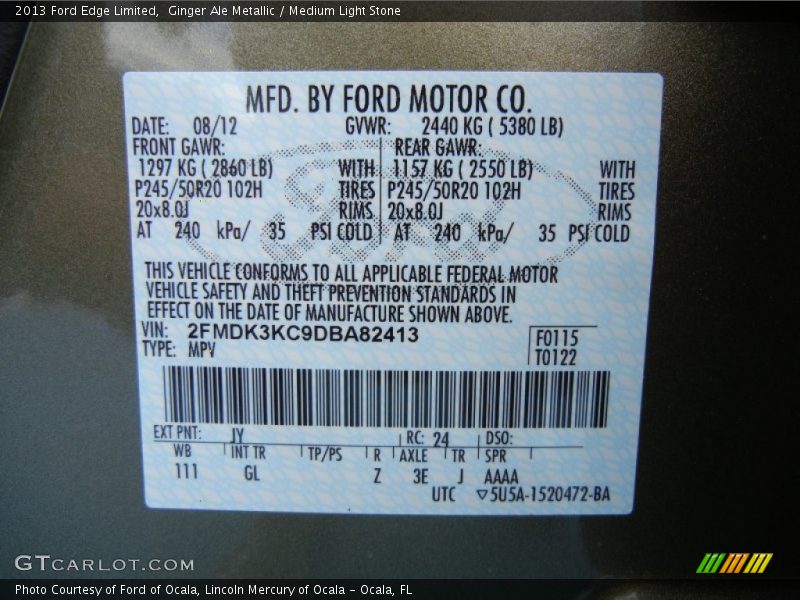 2013 Ford Edge Limited, Ginger Ale Metallic / Medium Light Stone
MFD. BY FORD MOTOR CO.
DATE: 08/12 GVWR: 2440 KG ( 5380 LB)
FRONT GAWR: REAR GAWR:
1297 KG ( 2860 LB) WITH 1157 KG ( 2550 LB) WITH
P245/50R20 102H TIRES P245/50R20 102H TIRES
20x8.0J RIMS 20x8.0J RIMS
AT 240 kPa/ 35 PSI COLD AT 240 kPa/ 35 PSI COLD
Ford
THIS VEHICLE CONFORMS TO ALL APPLICABLE FEDERAL MOTOR
VEHICLE SAFETY AND THEFT PREVENTION STANDARDS IN
EFFECT ON THE DATE OF MANUFACTURE SHOWN ABOVE.
VIN: 2FMDK3KC9DBA82413 F0115
TYPE: MPV T0122
EXT PNT: JY RC: 24 DSO:
WB INT TR TP/PS R AXLE TR SPR
111 GL Z 3E J AAAA
UTC ▽5U5A-1520472-BA
GTCARLOT.COM
Photo Courtesy of Ford of Ocala, Lincoln Mercury of Ocala - Ocala, FL